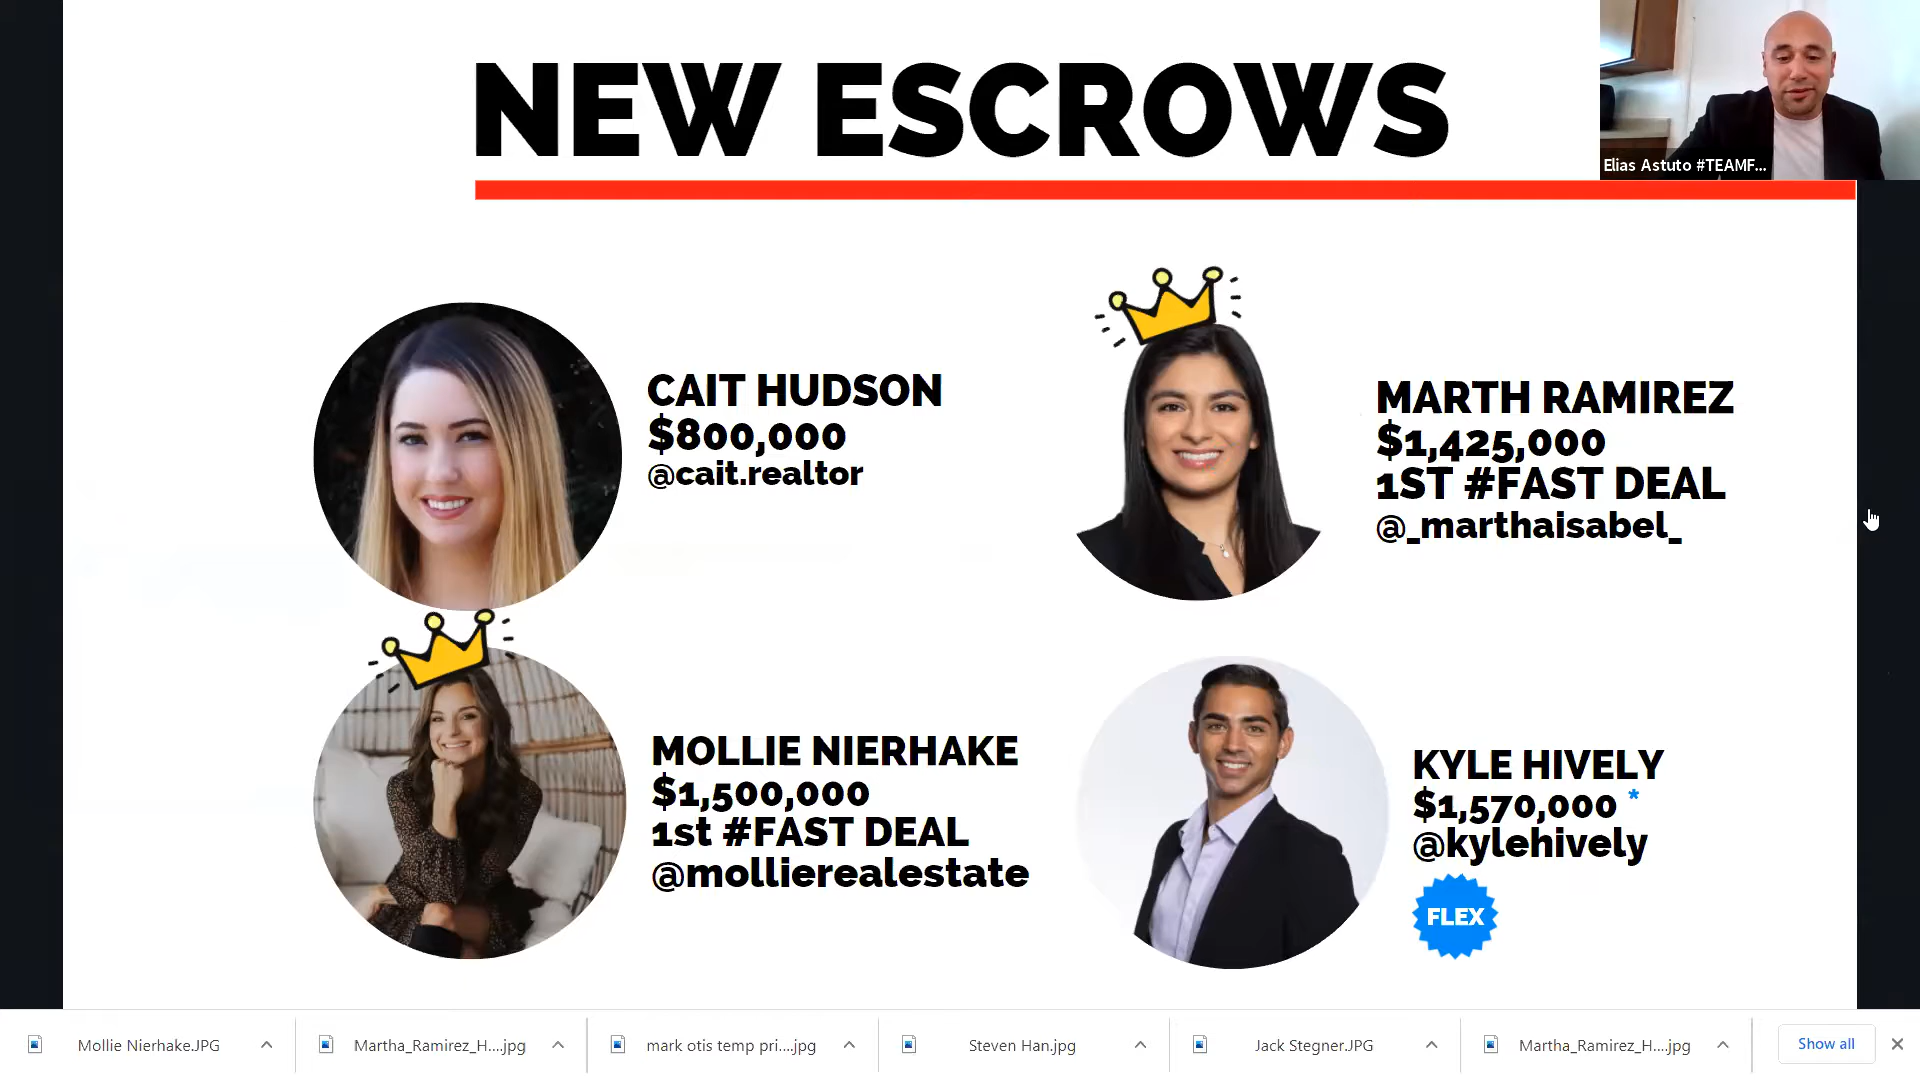 NEW ESCROWS
Elias Astuto #TEAMF...
CAIT HUDSON
$800,000
@cait.realtor
MARTH RAMIREZ
$1,425,000
1ST #FAST DEAL
@_marthaisabel_
MOLLIE NIERHAKE
$1,500,000
1st #FAST DEAL
@mollierealestate
KYLE HIVELY
$1,570,000 *
@kylehively
FLEX
Mollie Nierhake.JPG
Martha_Ramirez_H....jpg
mark otis temp pri....jpg
Steven Han.jpg
Jack Stegner.JPG
Martha_Ramirez_H....jpg
Show all